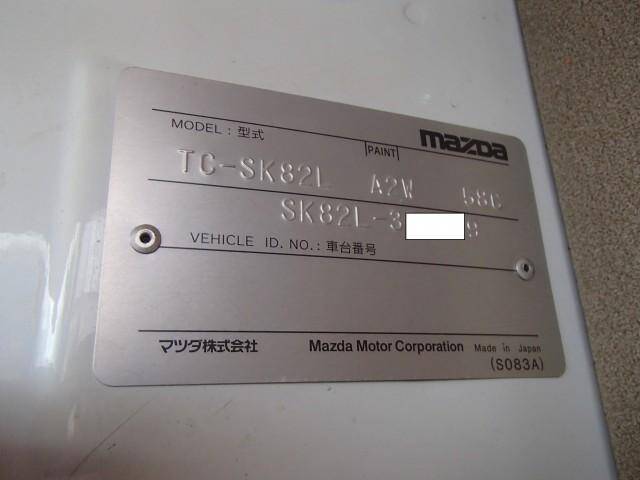 mazda
MODEL : 型式 PAINT
TC-SK82L A2W 58C
SK82L-3 8
VEHICLE ID. NO. : 車台番号
マツダ株式会社 Mazda Motor Corporation Made in Japan
(S083A)